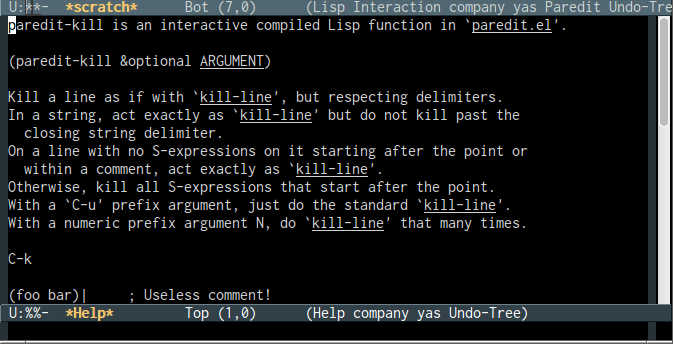 U:**-  *scratch*      Bot (7,0)      (Lisp Interaction company yas Paredit Undo-Tre
paredit-kill is an interactive compiled Lisp function in `paredit.el'.
(paredit-kill &optional ARGUMENT)
Kill a line as if with `kill-line', but respecting delimiters.
In a string, act exactly as `kill-line' but do not kill past the
  closing string delimiter.
On a line with no S-expressions on it starting after the point or
  within a comment, act exactly as `kill-line'.
Otherwise, kill all S-expressions that start after the point.
With a `C-u' prefix argument, just do the standard `kill-line'.
With a numeric prefix argument N, do `kill-line' that many times.
C-k
(foo bar)|     ; Useless comment!
U:%%-  *Help*         Top (1,0)      (Help company yas Undo-Tree)